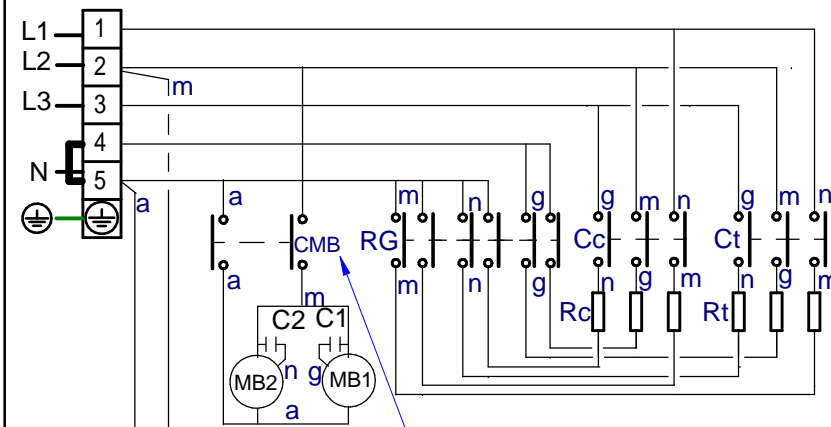 L1 1
L2 2
m
L3 3
4
N 5
a
a m n g g m n g m n
CMB RG Cc Ct
a m n g n g m n g m
m
C2 C1 Rc Rt
MB2 n g MB1
a